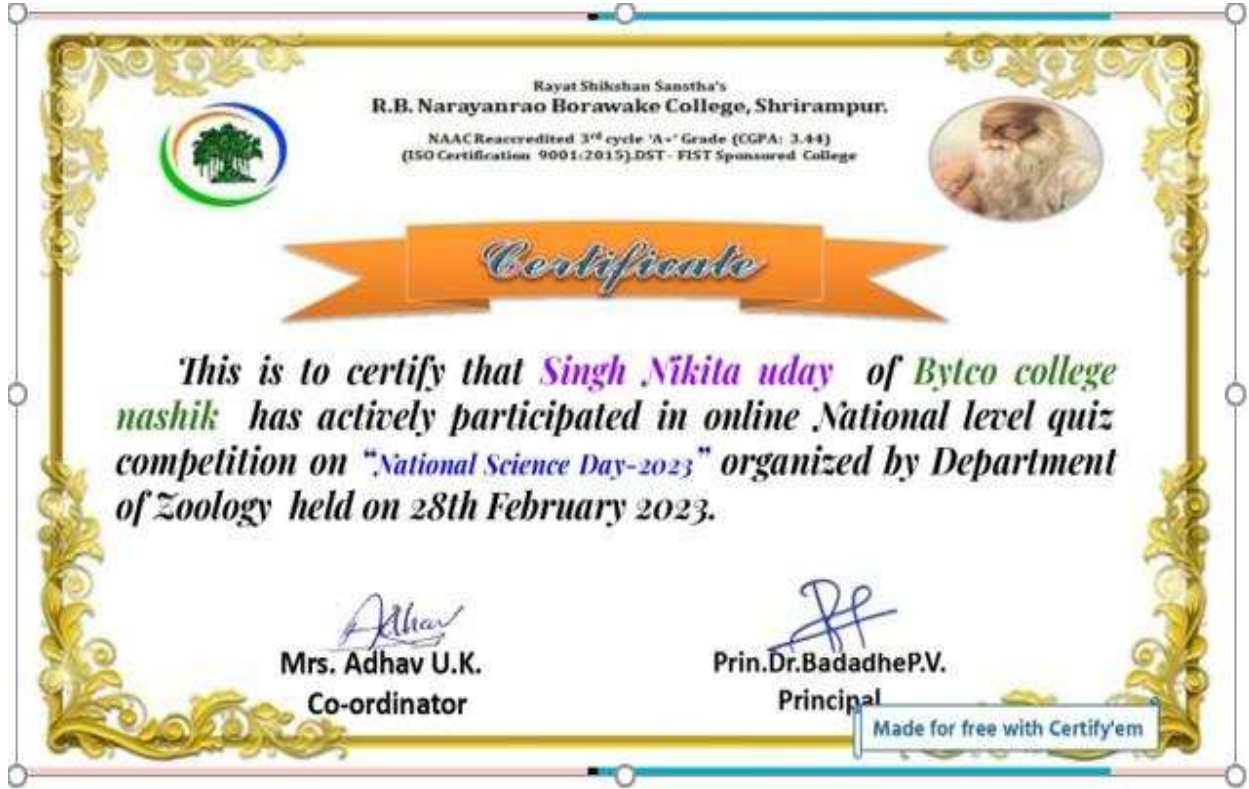 Rayat Shikshan Sanstha's
R.B. Narayanrao Borawake College, Shrirampur.
NAAC Reaccredited 3rd cycle 'A+' Grade (CGPA: 3.44)
(ISO Certification 9001:2015).DST - FIST Sponsored College
Certificate
This is to certify that Singh Nikita uday of Bytco college
nashik has actively participated in online National level quiz
competition on "National Science Day-2023" organized by Department
of Zoology held on 28th February 2023.
Adhav
Mrs. Adhav U.K.
Prin.Dr.BadadheP.V.
Co-ordinator
Principal
Made for free with Certify'em